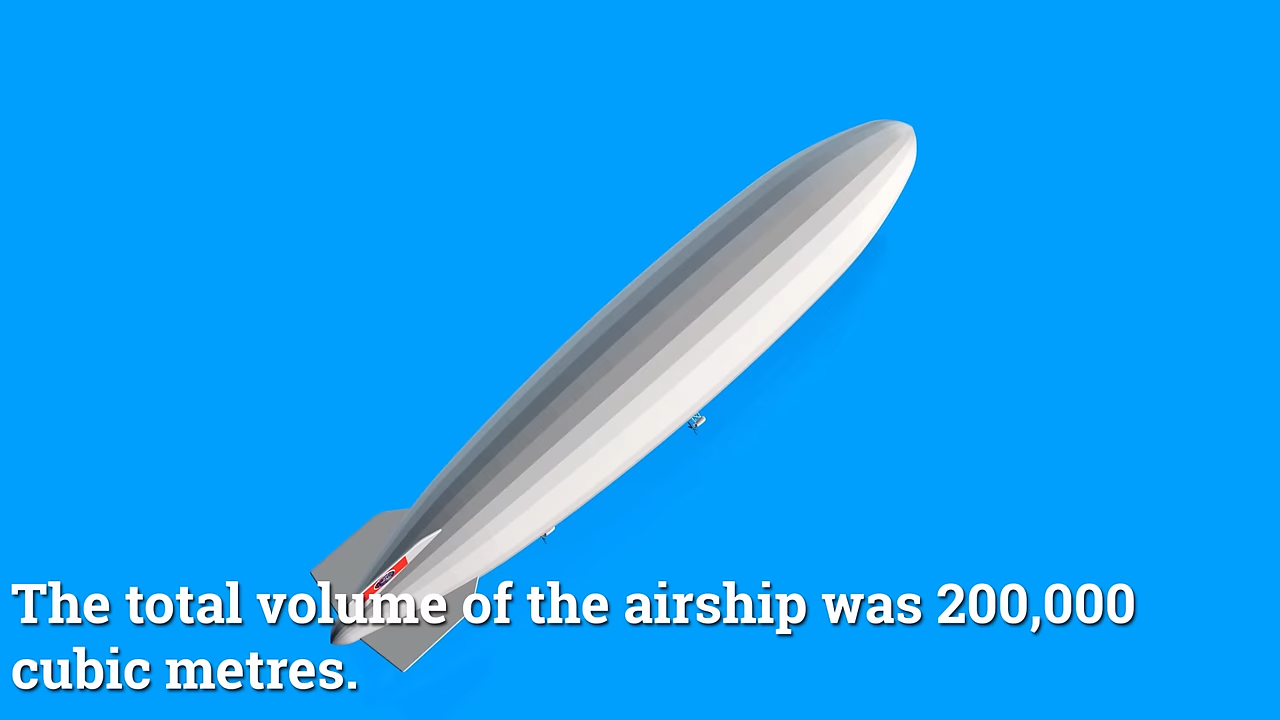 The total volume of the airship was 200,000
cubic metres.